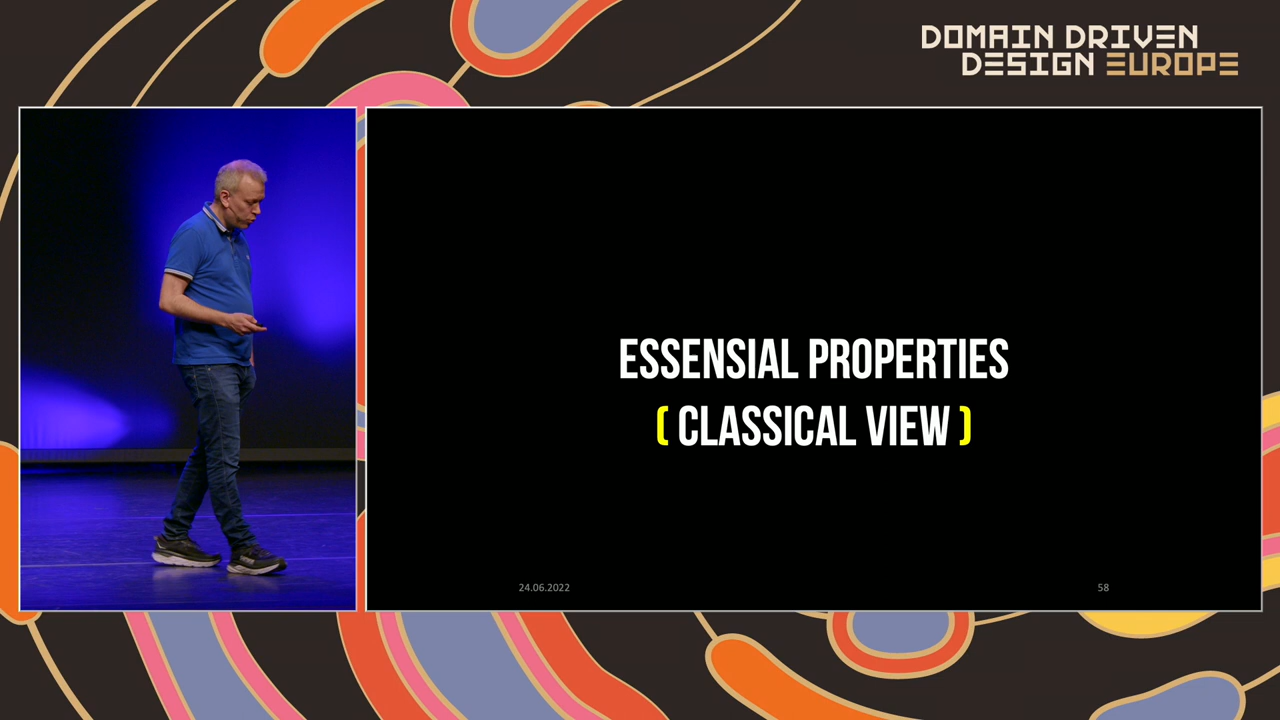 DOMAIN DRIVEN
DESIGN EUROPE
ESSENSIAL PROPERTIES
( CLASSICAL VIEW )
24.06.2022
58